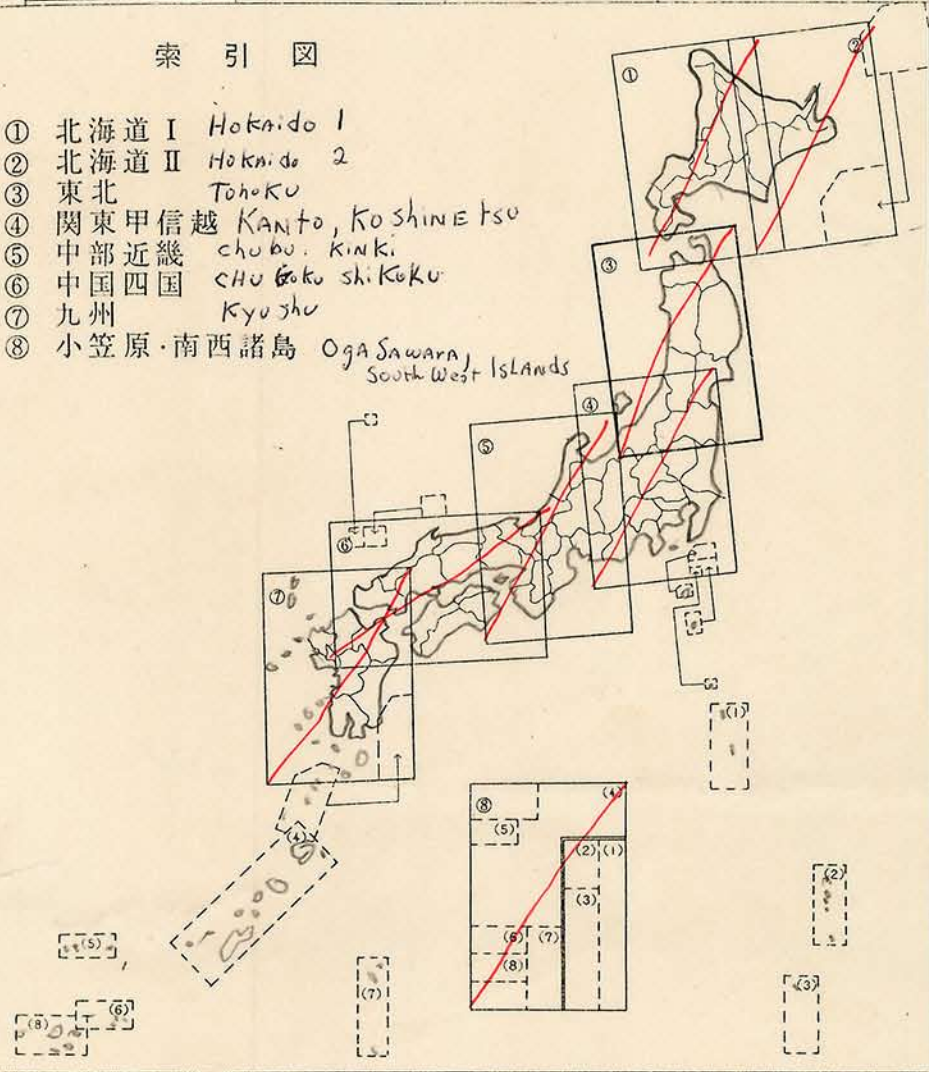 索引図
① 北海道 I Hokaido 1
② 北海道 II Hokaido 2
③ 東北 Tohoku
④ 関東甲信越 KANTO, KOSHINETSU
⑤ 中部近畿 chubu. KINKi
⑥ 中国四国 CHUGoku shiKoKu
⑦ 九州 Kyushu
⑧ 小笠原・南西諸島 OgaSawara, South West ISLANDS
①
②
③
④
⑤
⑥
⑦
(1)
⑧
(4)
(5)
(2) (1)
(3)
(6) (7)
(8)
(4)
(2)
(5)
(7)
(3)
(6)
(8)